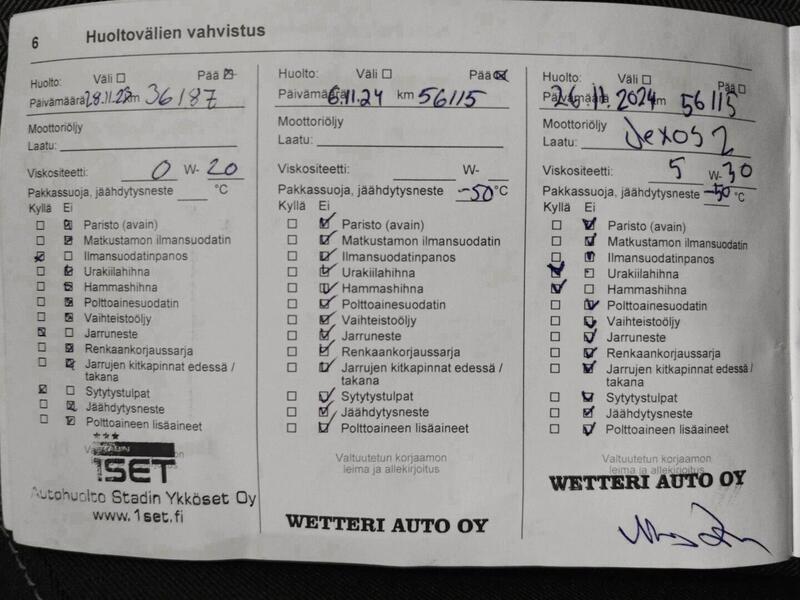 6 Huoltovälien vahvistus
Huolto: Väli ☐ Pää ☒
Päivämäärä 28.11.23 km 36187
Moottoriöljy
Laatu:
Viskositeetti: 0 W- 20
Pakkassuoja, jäähdytysneste °C
Kyllä Ei
☐ ☒ Paristo (avain)
☐ ☒ Matkustamon ilmansuodatin
☒ ☐ Ilmansuodatinpanos
☐ ☒ Urakiilahihna
☐ ☒ Hammashihna
☐ ☒ Polttoainesuodatin
☐ ☒ Vaihteistoöljy
☒ ☐ Jarruneste
☐ ☒ Renkaankorjaussarja
☐ ☒ Jarrujen kitkapinnat edessä /
takana
☒ ☐ Sytytystulpat
☐ ☒ Jäähdytysneste
☐ ☒ Polttoaineen lisäaineet
1SET
Autohuolto Stadin Ykköset Oy
www.1set.fi
Huolto: Väli ☐ Pää ☒
Päivämäärä 6.11.24 km 56115
Moottoriöljy
Laatu:
Viskositeetti: W-
Pakkassuoja, jäähdytysneste -50 °C
Kyllä Ei
☐ ☑ Paristo (avain)
☐ ☑ Matkustamon ilmansuodatin
☐ ☑ Ilmansuodatinpanos
☐ ☑ Urakiilahihna
☐ ☑ Hammashihna
☐ ☑ Polttoainesuodatin
☐ ☑ Vaihteistoöljy
☐ ☑ Jarruneste
☐ ☑ Renkaankorjaussarja
☐ ☑ Jarrujen kitkapinnat edessä /
takana
☐ ☑ Sytytystulpat
☐ ☑ Jäähdytysneste
☐ ☑ Polttoaineen lisäaineet
Valtuutetun korjaamon
leima ja allekirjoitus
WETTERI AUTO OY
Huolto: Väli ☐ Pää ☐
Päivämäärä 26.11.2024 km 56115
Moottoriöljy
Laatu: Dexos 2
Viskositeetti: 5 W- 30
Pakkassuoja, jäähdytysneste -50 °C
Kyllä Ei
☐ ☑ Paristo (avain)
☐ ☑ Matkustamon ilmansuodatin
☐ ☑ Ilmansuodatinpanos
☑ ☐ Urakiilahihna
☑ ☐ Hammashihna
☐ ☑ Polttoainesuodatin
☐ ☑ Vaihteistoöljy
☐ ☑ Jarruneste
☐ ☑ Renkaankorjaussarja
☐ ☑ Jarrujen kitkapinnat edessä /
takana
☐ ☑ Sytytystulpat
☐ ☑ Jäähdytysneste
☐ ☑ Polttoaineen lisäaineet
Valtuutetun korjaamon
leima ja allekirjoitus
WETTERI AUTO OY